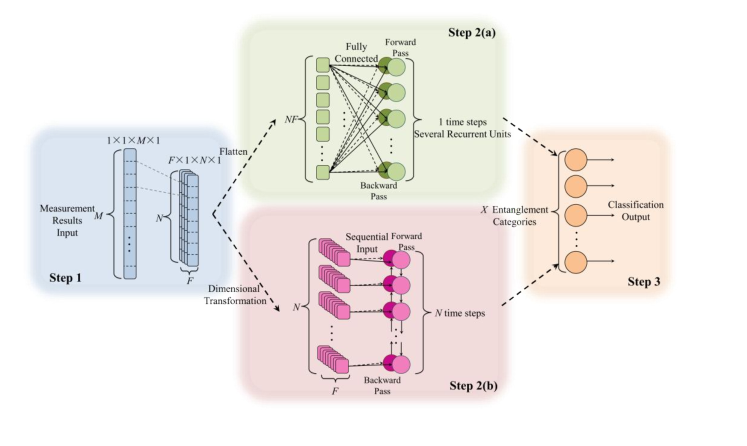 Step 1
1×1×M×1
F×1×N×1
Measurement
Results
Input
M
N
F
Flatten
Dimensional
Transformation
Step 2(a)
Fully
Connected
Forward
Pass
NF
1 time steps
Several Recurrent Units
Backward
Pass
Sequential
Input
Forward
Pass
N
N time steps
F
Backward
Pass
Step 2(b)
X Entanglement
Categories
Classification
Output
Step 3